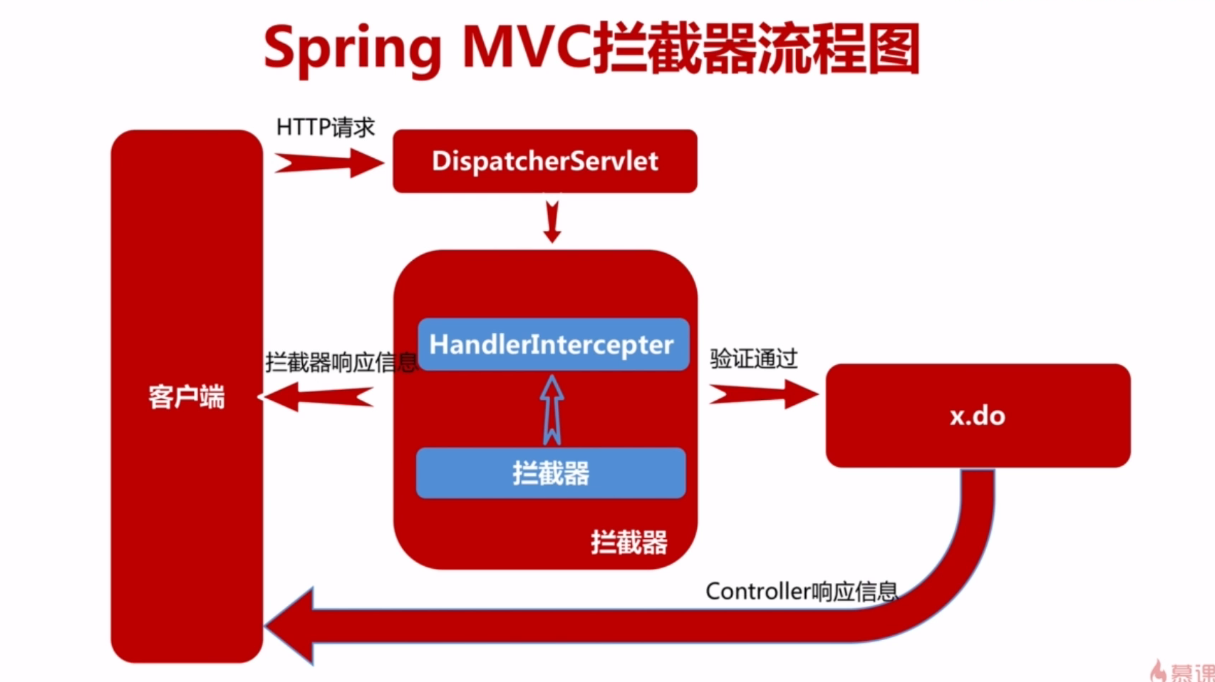 Spring MVC拦截器流程图
HTTP请求
DispatcherServlet
HandlerIntercepter
拦截器响应信息
验证通过
客户端
x.do
拦截器
拦截器
Controller响应信息
慕课